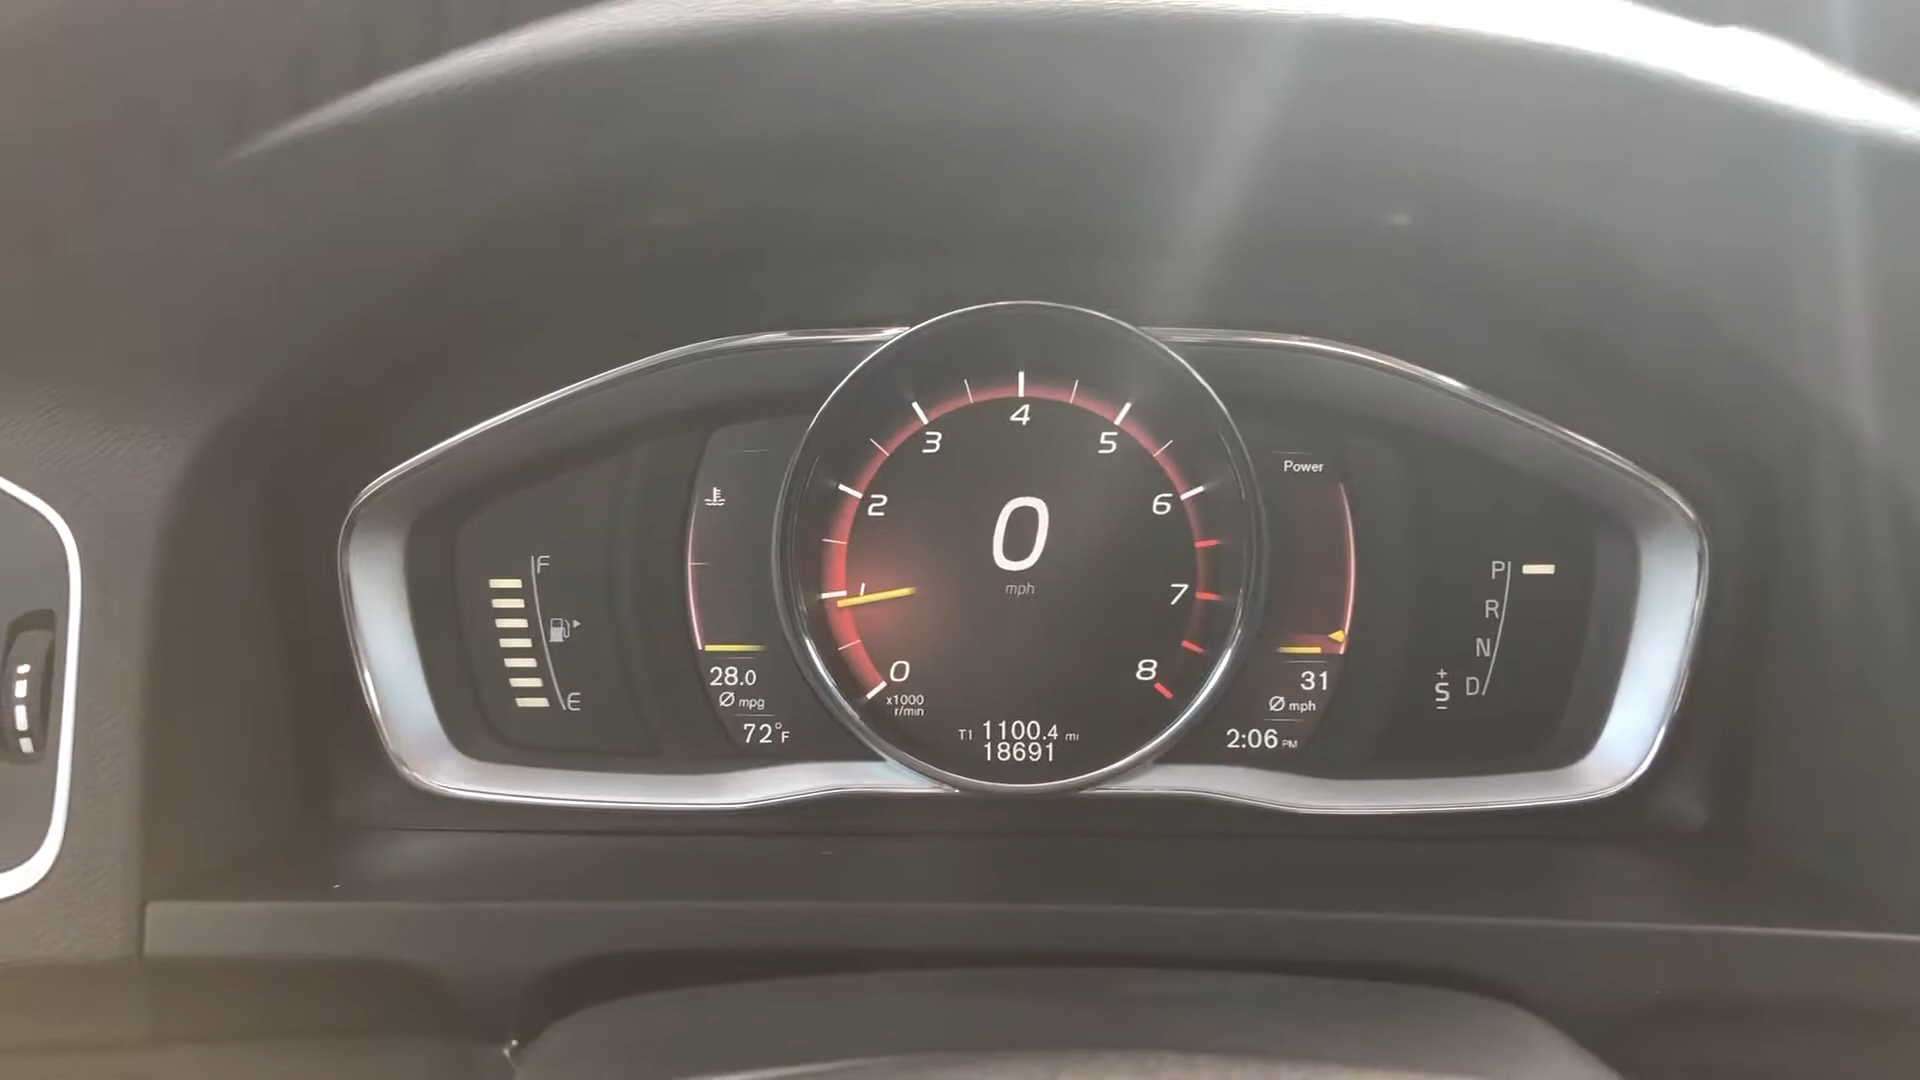 F
E
28.0
Ø mpg
72°F
0
1
2
3
4
5
6
7
8
x1000
r/min
0
mph
T1 1100.4 mi
18691
Power
31
Ø mph
2:06 PM
P
R
N
D
+
S
−